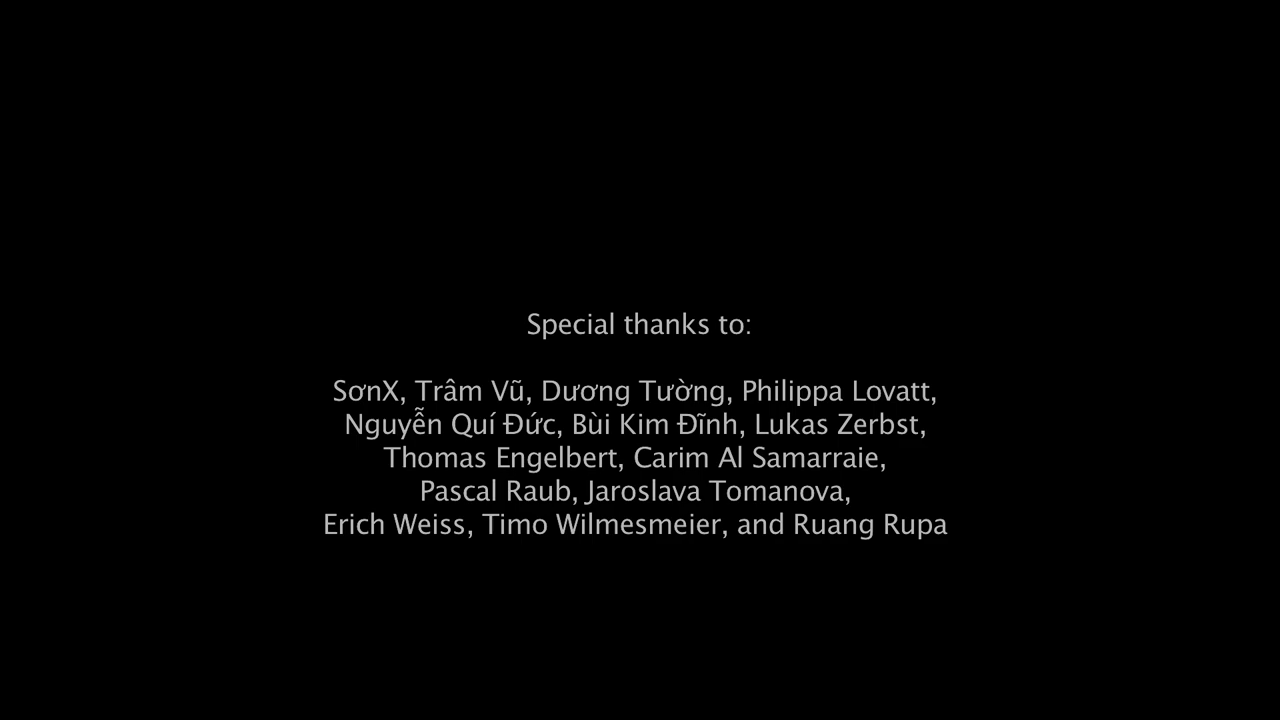 Special thanks to:
SơnX, Trâm Vũ, Dương Tường, Philippa Lovatt,
Nguyễn Quí Đức, Bùi Kim Đĩnh, Lukas Zerbst,
Thomas Engelbert, Carim Al Samarraie,
Pascal Raub, Jaroslava Tomanova,
Erich Weiss, Timo Wilmesmeier, and Ruang Rupa